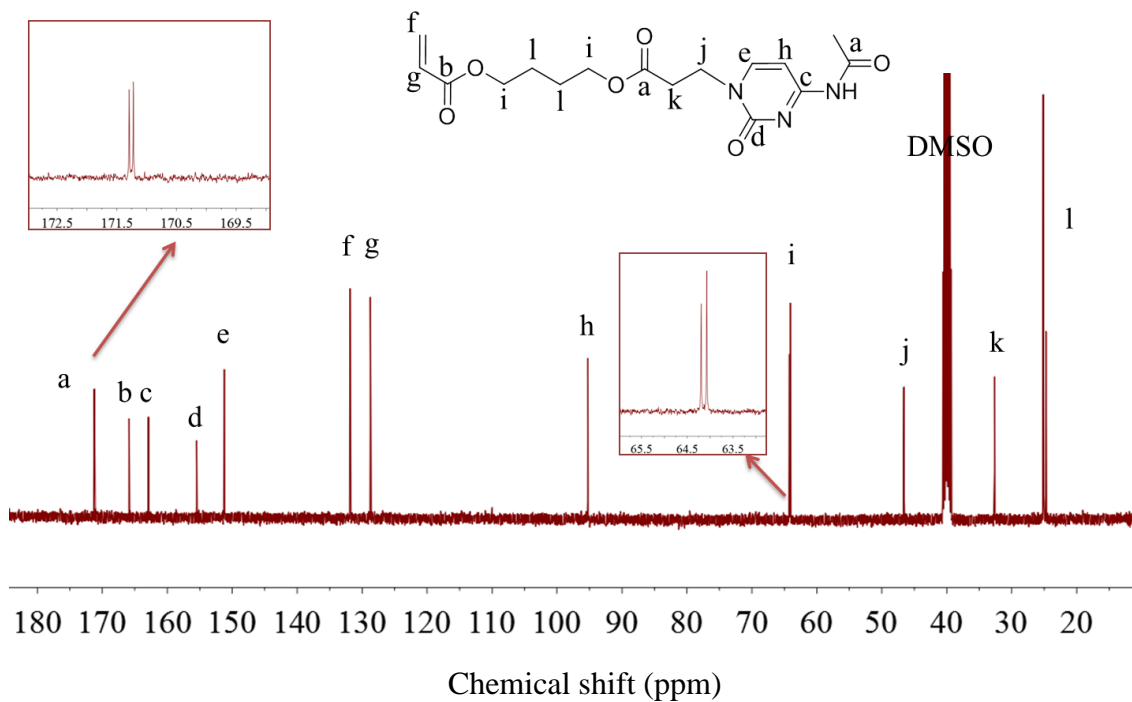 f
g
b
O
O
i
l
l
i
O
O
a
k
j
N
e
h
c
N
d
O
NH
a
O
DMSO
172.5 171.5 170.5 169.5
65.5 64.5 63.5
a
b
c
d
e
f
g
h
i
j
k
l
180 170 160 150 140 130 120 110 100 90 80 70 60 50 40 30 20
Chemical shift (ppm)